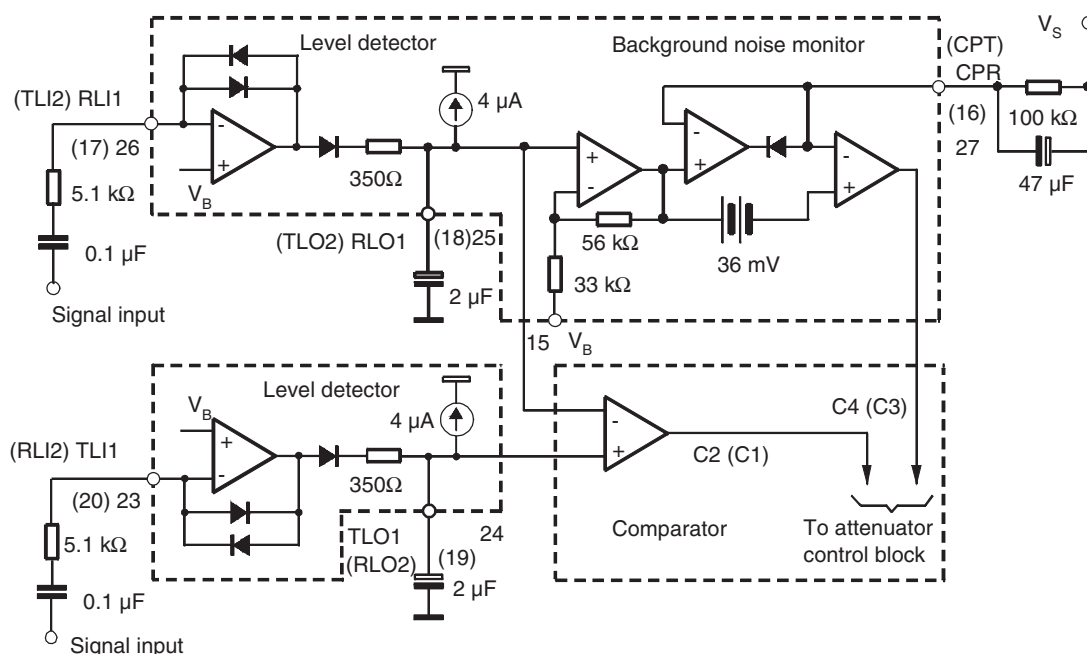 Level detector
Background noise monitor
V_S
(CPT)
CPR
4 µA
(TLI2) RLI1
(17) 26
-
+
V_B
350Ω
+
-
-
-
+
(16)
27
100 kΩ
47 µF
5.1 kΩ
0.1 µF
Signal input
(TLO2) RLO1
(18)25
2 µF
56 kΩ
36 mV
33 kΩ
15
V_B
Level detector
4 µA
V_B
+
-
(RLI2) TLI1
(20) 23
350Ω
-
+
C4 (C3)
C2 (C1)
5.1 kΩ
0.1 µF
Signal input
TLO1
(RLO2)
24
(19)
2 µF
Comparator
To attenuator
control block